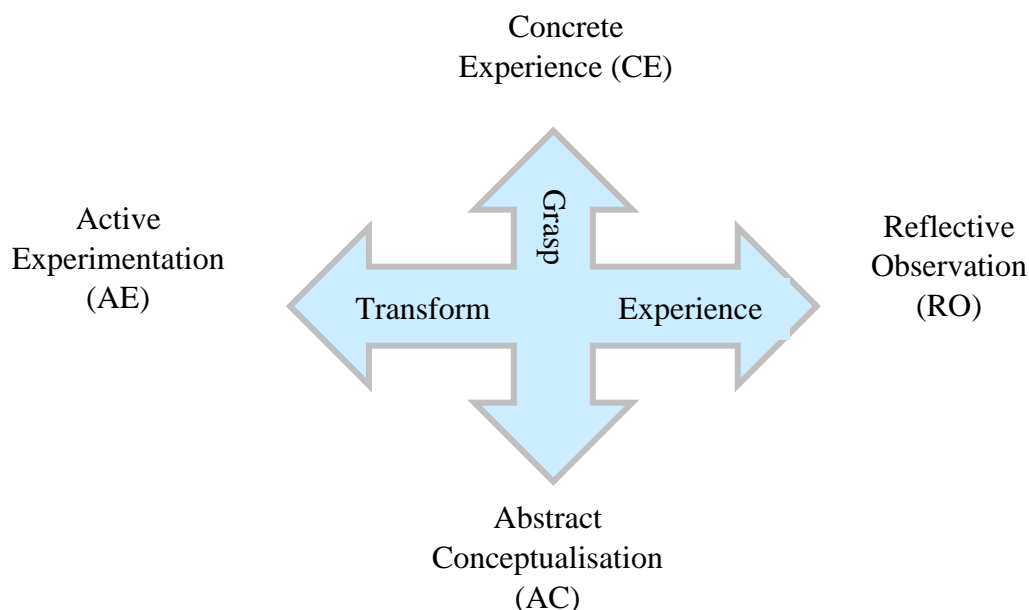 Concrete
Experience (CE)
Grasp
Active
Experimentation
(AE)
Transform
Experience
Reflective
Observation
(RO)
Abstract
Conceptualisation
(AC)